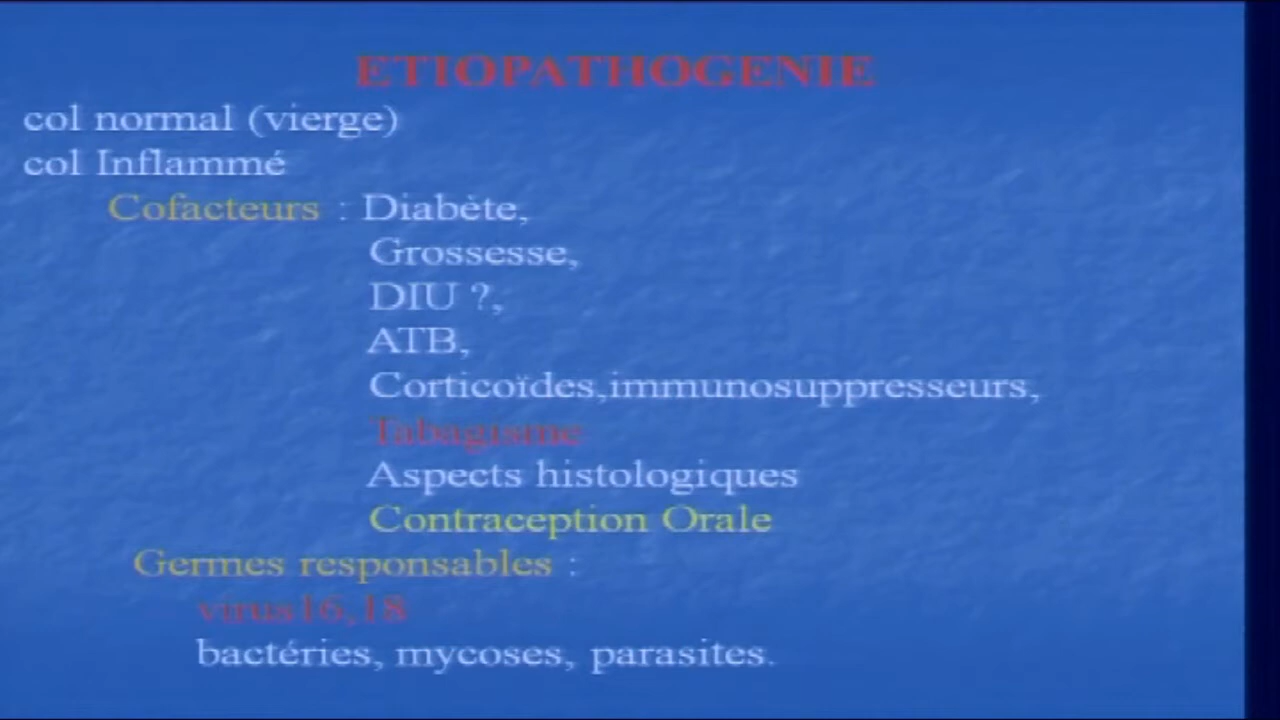 ETIOPATHOGENIE
col normal (vierge)
col Inflammé
Cofacteurs : Diabète,
Grossesse,
DIU ?,
ATB,
Corticoïdes,immunosuppresseurs,
Tabagisme
Aspects histologiques
Contraception Orale
Germes responsables :
virus16,18
bactéries, mycoses, parasites.